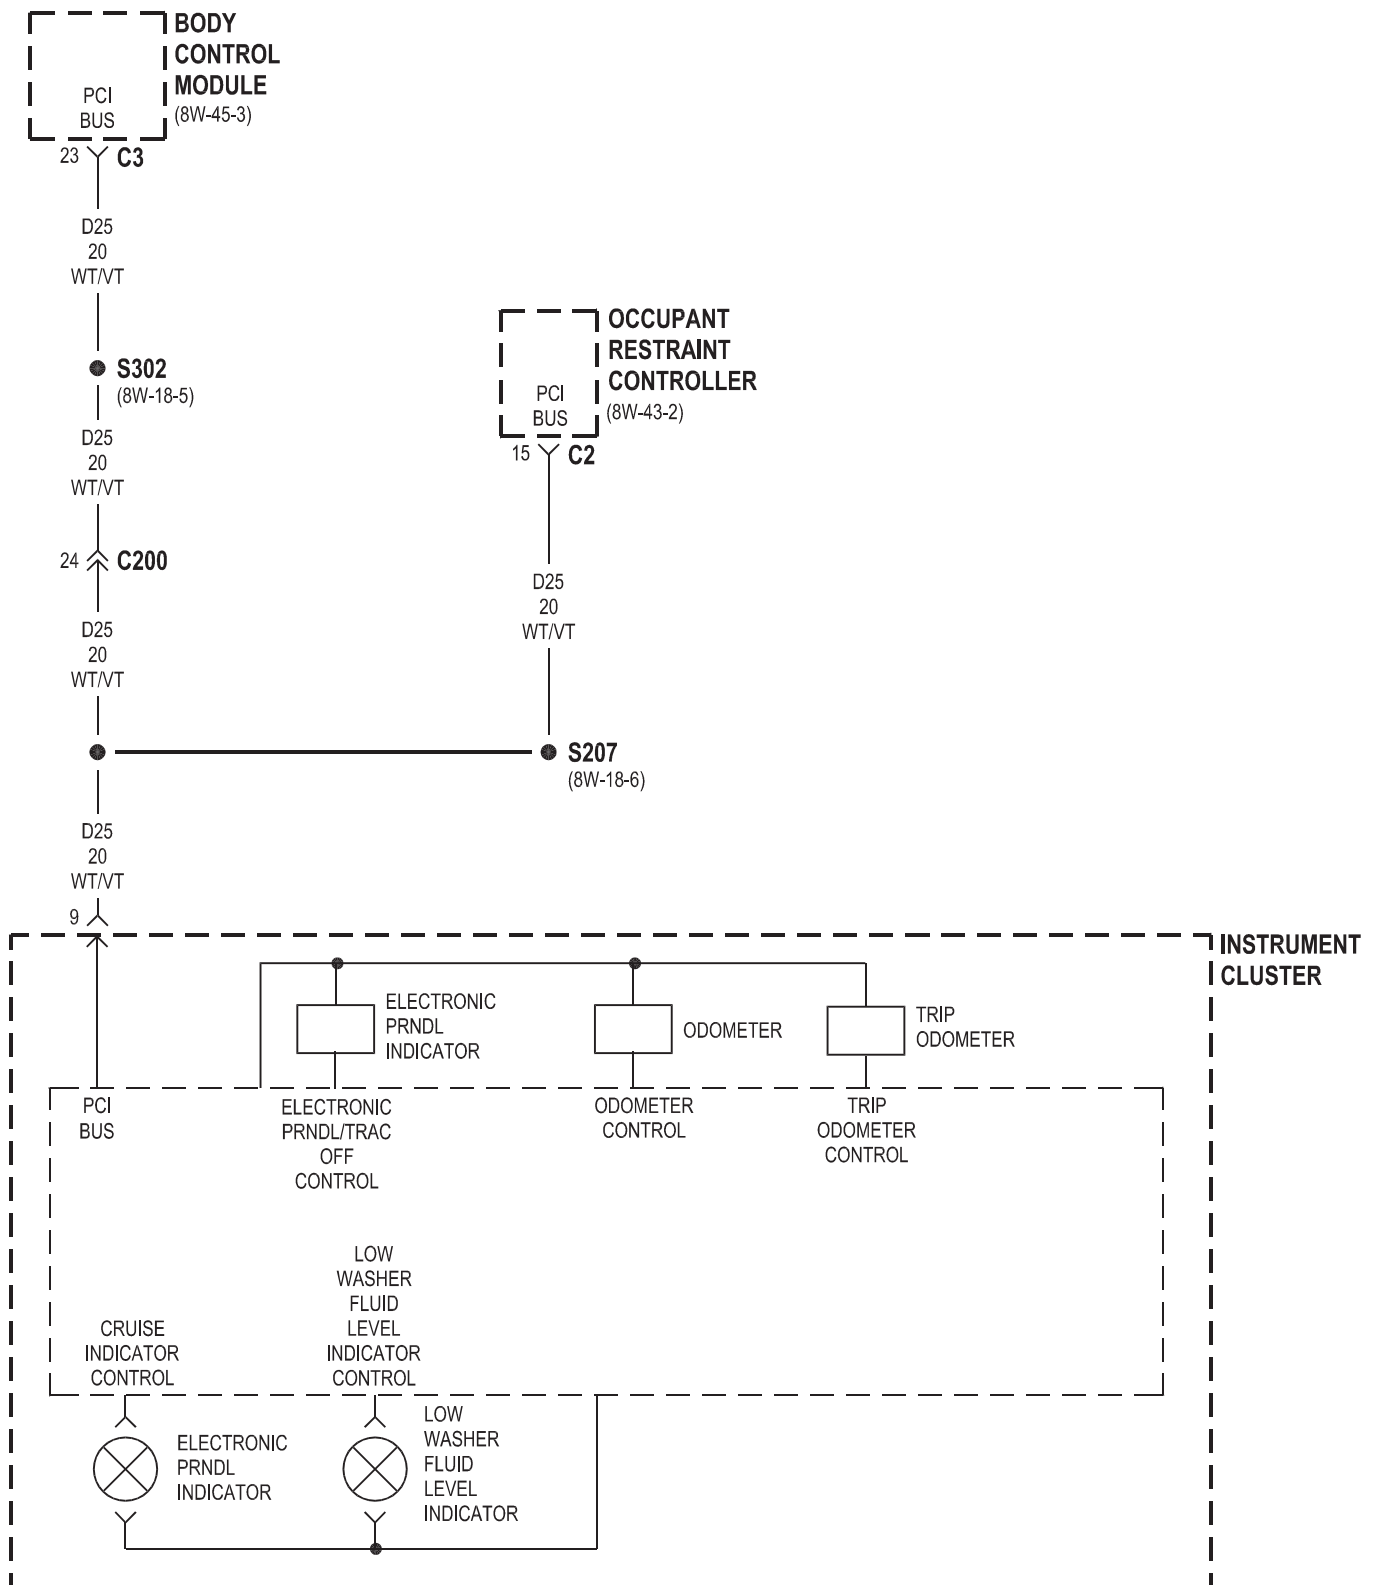 BODY
CONTROL
MODULE
(8W-45-3)
PCI
BUS
23
C3
D25
20
WT/VT
S302
(8W-18-5)
D25
20
WT/VT
24
C200
D25
20
WT/VT
OCCUPANT
RESTRAINT
CONTROLLER
(8W-43-2)
PCI
BUS
15
C2
D25
20
WT/VT
S207
(8W-18-6)
D25
20
WT/VT
9
INSTRUMENT
CLUSTER
ELECTRONIC
PRNDL
INDICATOR
ODOMETER
TRIP
ODOMETER
PCI
BUS
ELECTRONIC
PRNDL/TRAC
OFF
CONTROL
ODOMETER
CONTROL
TRIP
ODOMETER
CONTROL
CRUISE
INDICATOR
CONTROL
LOW
WASHER
FLUID
LEVEL
INDICATOR
CONTROL
ELECTRONIC
PRNDL
INDICATOR
LOW
WASHER
FLUID
LEVEL
INDICATOR